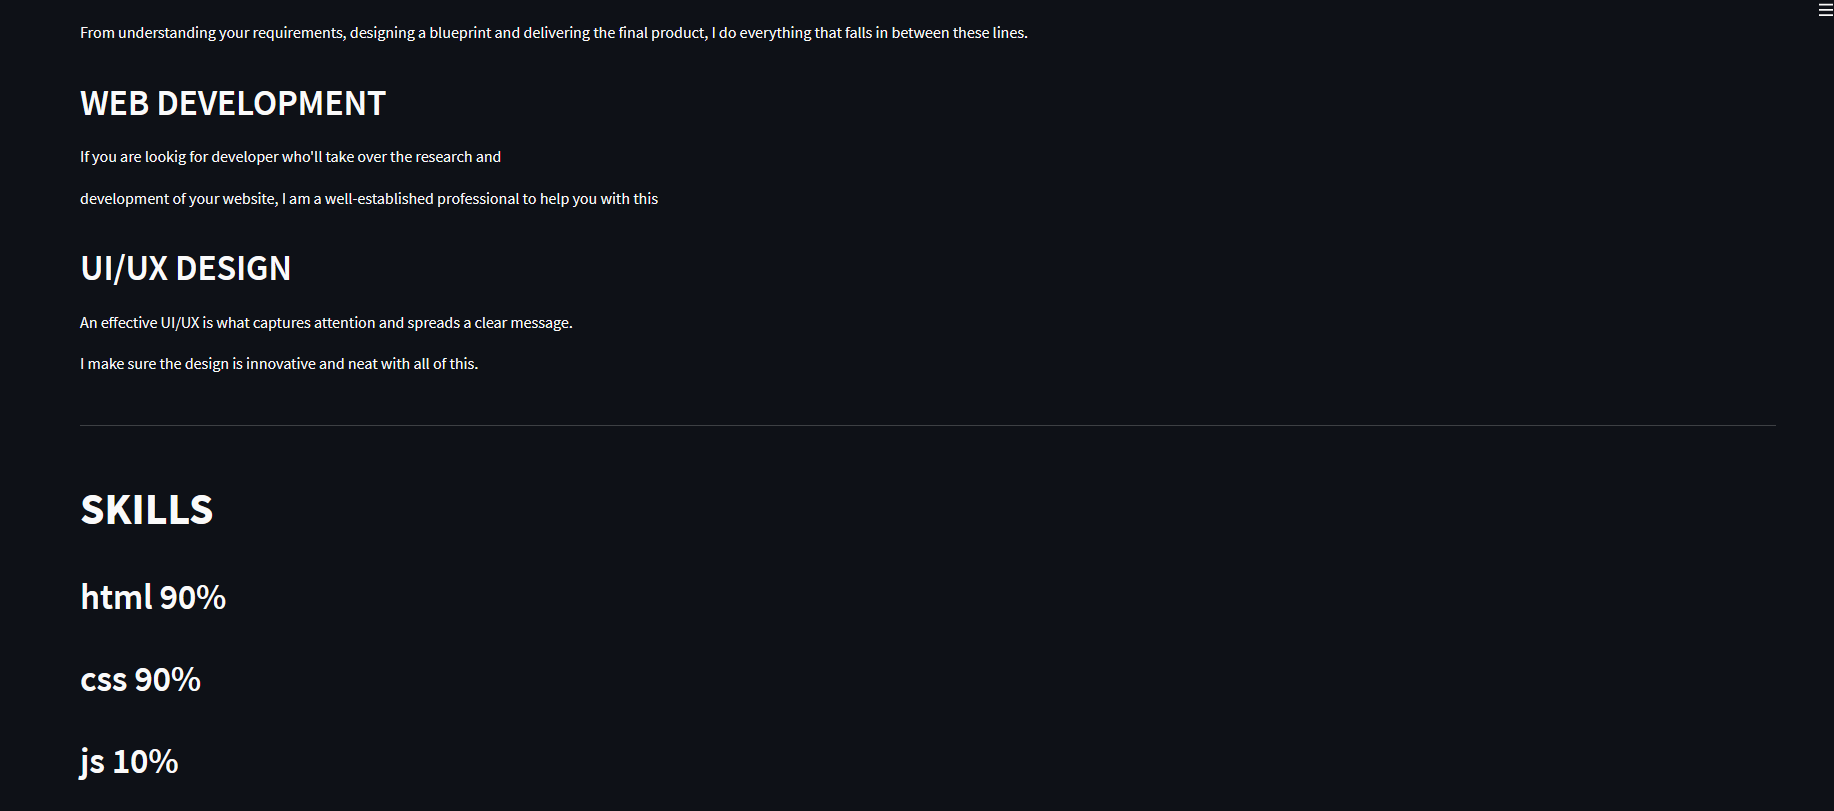 From understanding your requirements, designing a blueprint and delivering the final product, I do everything that falls in between these lines.
WEB DEVELOPMENT
If you are lookig for developer who'll take over the research and
development of your website, I am a well-established professional to help you with this
UI/UX DESIGN
An effective UI/UX is what captures attention and spreads a clear message.
I make sure the design is innovative and neat with all of this.
SKILLS
html 90%
css 90%
js 10%